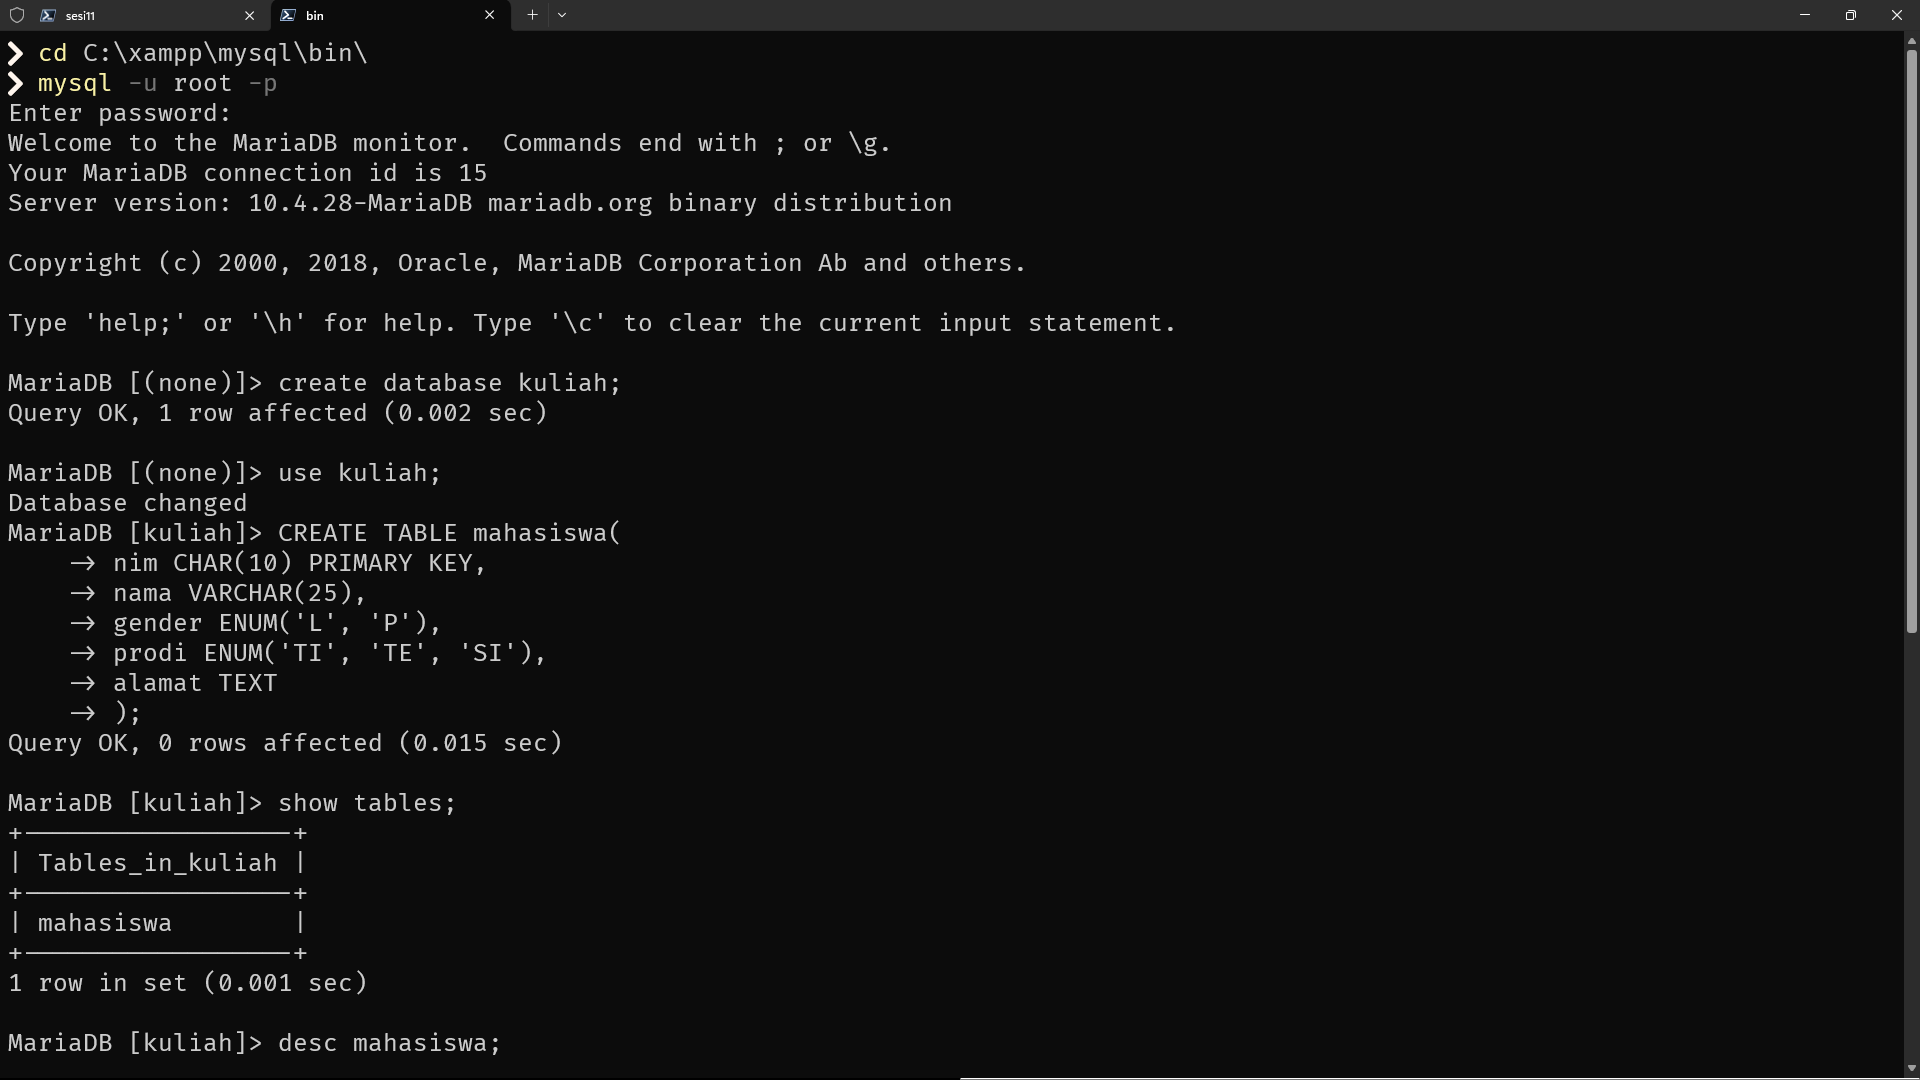 sesi11
bin
❯ cd C:\xampp\mysql\bin\
❯ mysql -u root -p
Enter password:
Welcome to the MariaDB monitor.  Commands end with ; or \g.
Your MariaDB connection id is 15
Server version: 10.4.28-MariaDB mariadb.org binary distribution
Copyright (c) 2000, 2018, Oracle, MariaDB Corporation Ab and others.
Type 'help;' or '\h' for help. Type '\c' to clear the current input statement.
MariaDB [(none)]> create database kuliah;
Query OK, 1 row affected (0.002 sec)
MariaDB [(none)]> use kuliah;
Database changed
MariaDB [kuliah]> CREATE TABLE mahasiswa(
    -> nim CHAR(10) PRIMARY KEY,
    -> nama VARCHAR(25),
    -> gender ENUM('L', 'P'),
    -> prodi ENUM('TI', 'TE', 'SI'),
    -> alamat TEXT
    -> );
Query OK, 0 rows affected (0.015 sec)
MariaDB [kuliah]> show tables;
+------------------+
| Tables_in_kuliah |
+------------------+
| mahasiswa        |
+------------------+
1 row in set (0.001 sec)
MariaDB [kuliah]> desc mahasiswa;